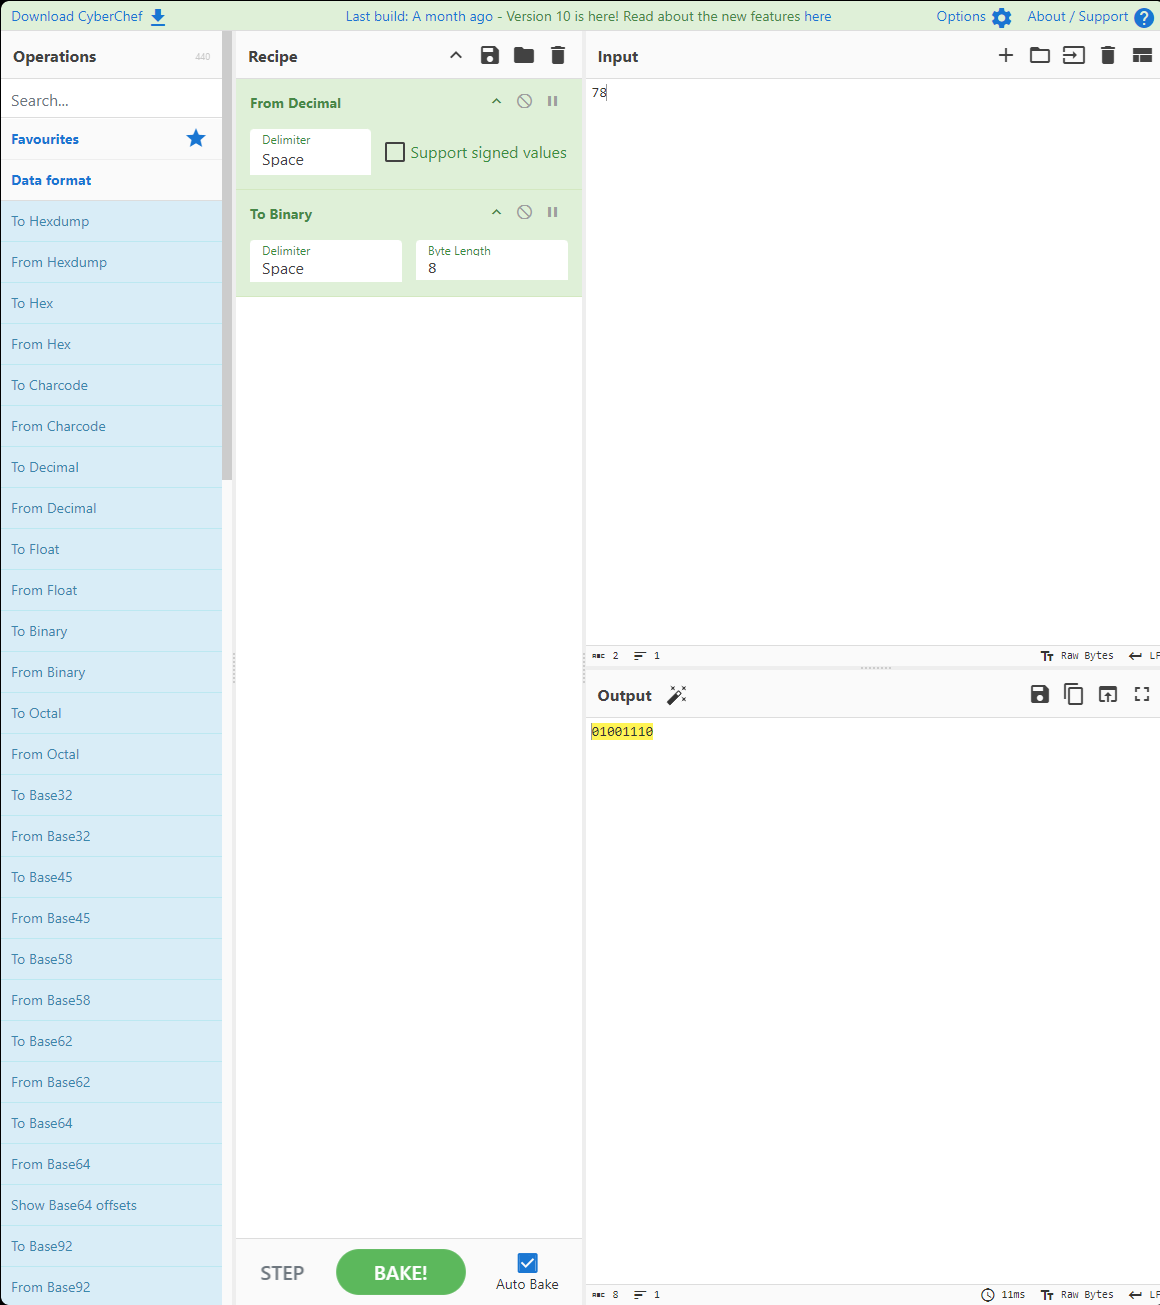 Download CyberChef
Last build: A month ago - Version 10 is here! Read about the new features here
Options
About / Support
Operations
440
Search...
Favourites
Data format
To Hexdump
From Hexdump
To Hex
From Hex
To Charcode
From Charcode
To Decimal
From Decimal
To Float
From Float
To Binary
From Binary
To Octal
From Octal
To Base32
From Base32
To Base45
From Base45
To Base58
From Base58
To Base62
From Base62
To Base64
From Base64
Show Base64 offsets
To Base92
From Base92
Recipe
From Decimal
Delimiter
Space
Support signed values
To Binary
Delimiter
Space
Byte Length
8
STEP
BAKE!
Auto Bake
Input
78
ABC 2 1
Tт Raw Bytes LF
Output
01001110
ABC 8 1
11ms Tт Raw Bytes LF